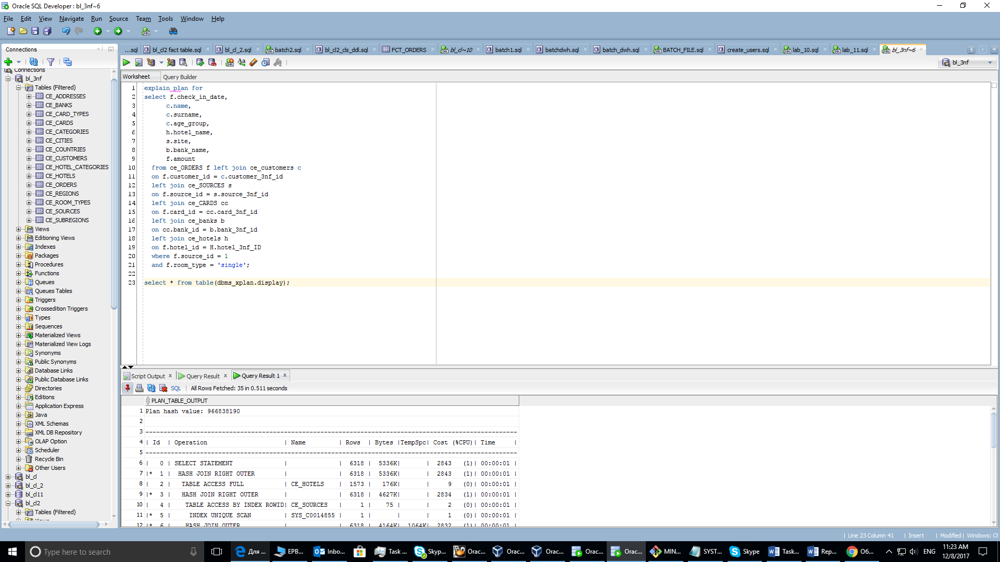 Oracle SQL Developer : bl_3nf~6
File Edit View Navigate Run Source Team Tools Window Help
Connections
...sql bl_cl2 fact table.sql bl_cl_2.sql batch2.sql bl_cl2_cls_ddl.sql FCT_ORDERS bl_cl~10 batch1.sql batchdwh.sql batch_dwh.sql BATCH_FILE.sql create_users.sql lab_10.sql lab_11.sql bl_3nf~6
bl_3nf
Worksheet Query Builder
Connections
bl_3nf
Tables (Filtered)
CE_ADDRESSES
CE_BANKS
CE_CARD_TYPES
CE_CARDS
CE_CATEGORIES
CE_CITIES
CE_COUNTRIES
CE_CUSTOMERS
CE_HOTEL_CATEGORIES
CE_HOTELS
CE_ORDERS
CE_REGIONS
CE_ROOM_TYPES
CE_SOURCES
CE_SUBREGIONS
Views
Editioning Views
Indexes
Packages
Procedures
Functions
Queues
Queues Tables
Triggers
Crossedition Triggers
Types
Sequences
Materialized Views
Materialized View Logs
Synonyms
Public Synonyms
Database Links
Public Database Links
Directories
Editions
Application Express
Java
XML Schemas
XML DB Repository
OLAP Option
Scheduler
Recycle Bin
Other Users
bl_cl
bl_cl_2
bl_cl11
bl_cl2
Tables (Filtered)
1 explain plan for
2 select f.check_in_date,
3 c.name,
4 c.surname,
5 c.age_group,
6 h.hotel_name,
7 s.site,
8 b.bank_name,
9 f.amount
10 from ce_ORDERS f left join ce_customers c
11 on f.customer_id = c.customer_3nf_id
12 left join ce_SOURCES s
13 on f.source_id = s.source_3nf_id
14 left join ce_CARDS cc
15 on f.card_id = cc.card_3nf_id
16 left join ce_banks b
17 on cc.bank_id = b.bank_3nf_id
18 left join ce_hotels h
19 on f.hotel_id = H.hotel_3nf_ID
20 where f.source_id = 1
21 and f.room_type = 'single';
22
23 select * from table(dbms_xplan.display);
Script Output x Query Result x Query Result 1 x
SQL | All Rows Fetched: 35 in 0.511 seconds
PLAN_TABLE_OUTPUT
1 Plan hash value: 966838190
2
3 ------------------------------------------------------------------------------------------------------
4 | Id | Operation | Name | Rows | Bytes |TempSpc| Cost (%CPU)| Time |
5 ------------------------------------------------------------------------------------------------------
6 | 0 | SELECT STATEMENT | | 6318 | 5336K| | 2843 (1)| 00:00:01 |
7 |* 1 | HASH JOIN RIGHT OUTER | | 6318 | 5336K| | 2843 (1)| 00:00:01 |
8 | 2 | TABLE ACCESS FULL | CE_HOTELS | 1573 | 176K| | 9 (0)| 00:00:01 |
9 |* 3 | HASH JOIN RIGHT OUTER | | 6318 | 4627K| | 2834 (1)| 00:00:01 |
10 | 4 | TABLE ACCESS BY INDEX ROWID| CE_SOURCES | 1 | 75 | | 2 (0)| 00:00:01 |
11 |* 5 | INDEX UNIQUE SCAN | SYS_C0014855 | 1 | | | 1 (0)| 00:00:01 |
12 |* 6 | HASH JOIN OUTER | | 6318 | 4164K| 1064K| 2832 (1)| 00:00:01 |
Line 23 Column 41 | Insert | Modified | Windows: CF
Type here to search
Для ... EPB... Inbo... Task ... Skyp... Orac... Orac... Orac... Orac... Orac... MIN... SYST... Skype Task... Rep... Об... ENG
11:23 AM
12/8/2017